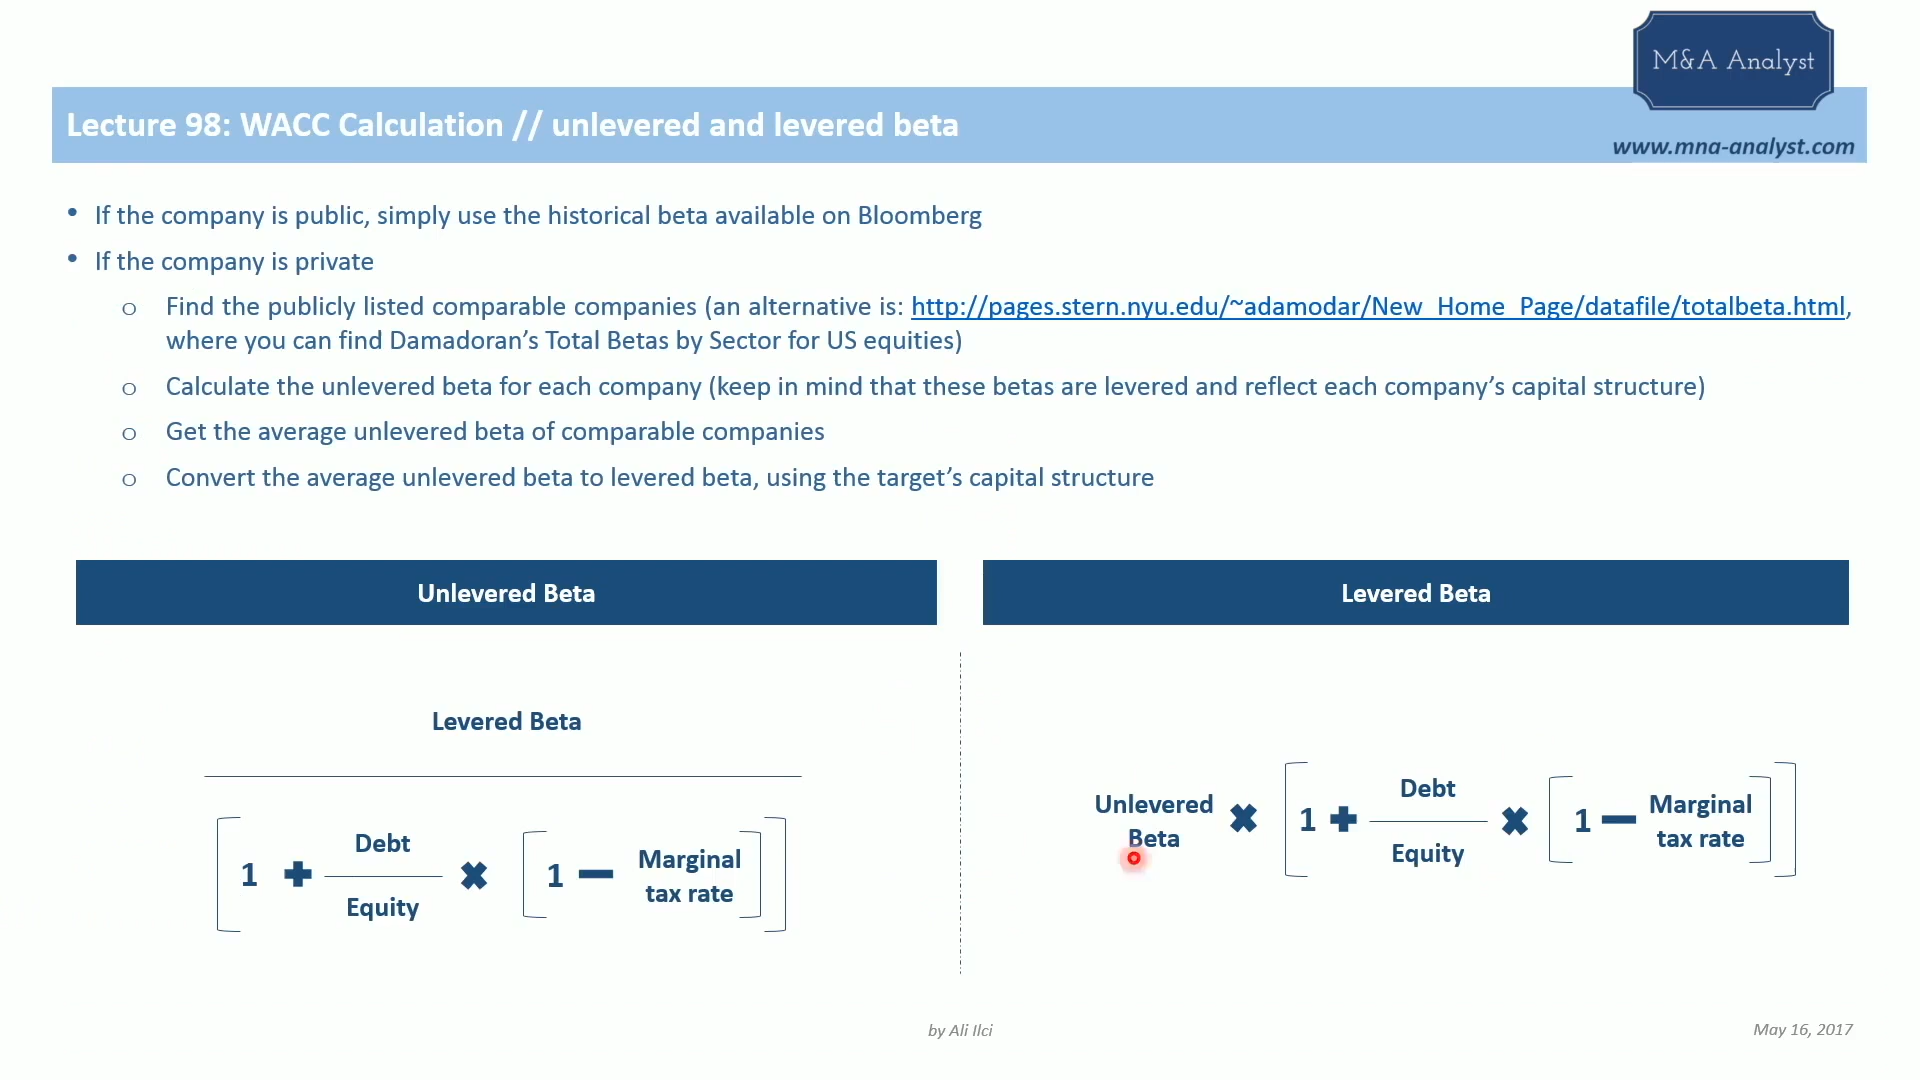 M&A Analyst
Lecture 98: WACC Calculation // unlevered and levered beta
www.mna-analyst.com
• If the company is public, simply use the historical beta available on Bloomberg
• If the company is private
o Find the publicly listed comparable companies (an alternative is: http://pages.stern.nyu.edu/~adamodar/New_Home_Page/datafile/totalbeta.html,
where you can find Damadoran’s Total Betas by Sector for US equities)
o Calculate the unlevered beta for each company (keep in mind that these betas are levered and reflect each company’s capital structure)
o Get the average unlevered beta of comparable companies
o Convert the average unlevered beta to levered beta, using the target’s capital structure
Unlevered Beta
Levered Beta
[ 1 + Debt
Equity
× [ 1 − Marginal
tax rate ] ]
Levered Beta
Unlevered
Beta
× [ 1 + Debt
Equity
× [ 1 − Marginal
tax rate ] ]
by Ali Ilci
May 16, 2017